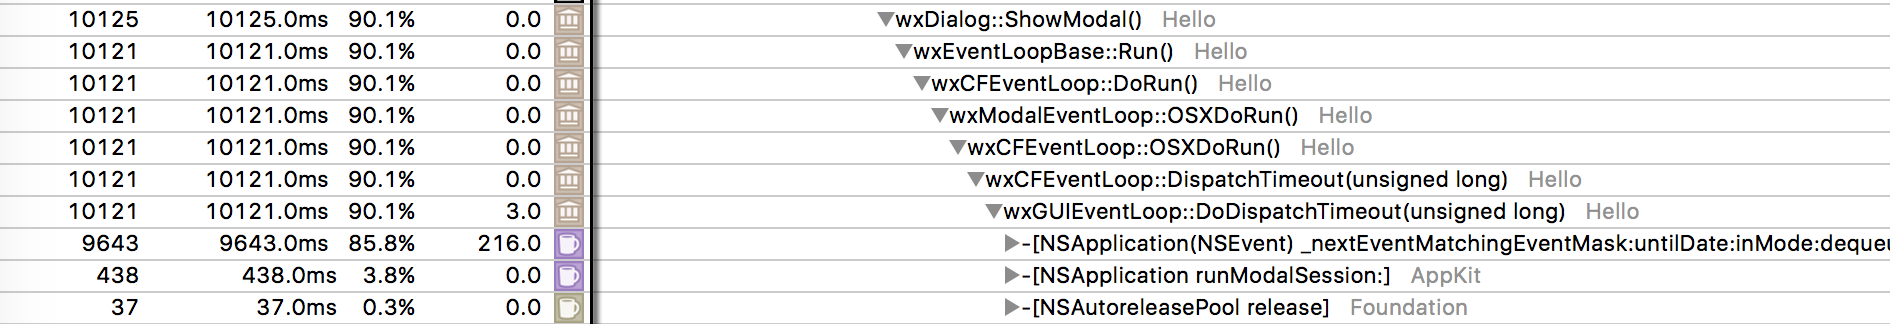 10125 10125.0ms 90.1% 0.0 wxDialog::ShowModal() Hello
10121 10121.0ms 90.1% 0.0 wxEventLoopBase::Run() Hello
10121 10121.0ms 90.1% 0.0 wxCFEventLoop::DoRun() Hello
10121 10121.0ms 90.1% 0.0 wxModalEventLoop::OSXDoRun() Hello
10121 10121.0ms 90.1% 0.0 wxCFEventLoop::OSXDoRun() Hello
10121 10121.0ms 90.1% 0.0 wxCFEventLoop::DispatchTimeout(unsigned long) Hello
10121 10121.0ms 90.1% 3.0 wxGUIEventLoop::DoDispatchTimeout(unsigned long) Hello
9643 9643.0ms 85.8% 216.0 -[NSApplication(NSEvent) _nextEventMatchingEventMask:untilDate:inMode:dequeu
438 438.0ms 3.8% 0.0 -[NSApplication runModalSession:] AppKit
37 37.0ms 0.3% 0.0 -[NSAutoreleasePool release] Foundation